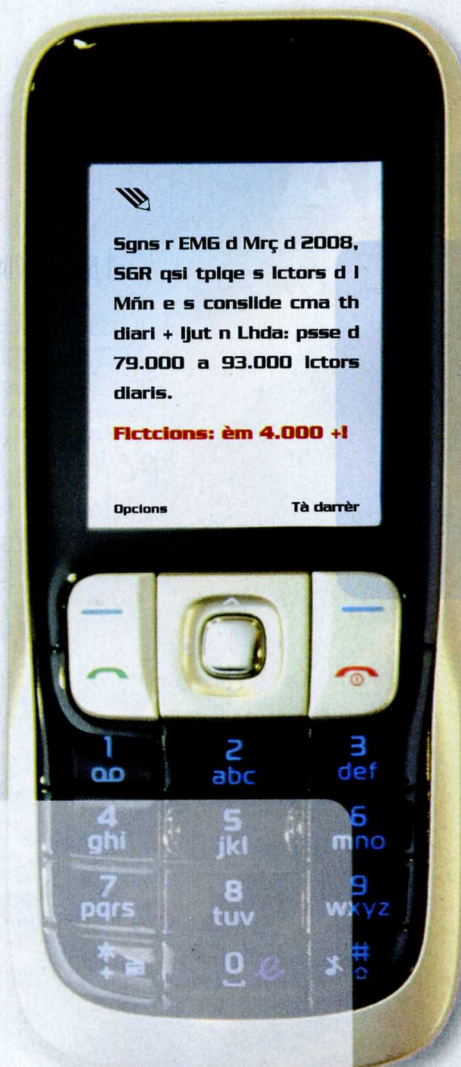 Sgns r EMG d Mrç d 2008,
SGR qsi tplqe s lctors d l
Mñn e s consllde cma th
diari + ljut n Lhda: psse d
79.000 a 93.000 lctors
diaris.
Flctcions: èm 4.000 +l
Opcions Tà darrèr
1 2 3
abc def
4 5 6
ghi jkl mno
7 8 9
pqrs tuv wxyz
* + 0 #